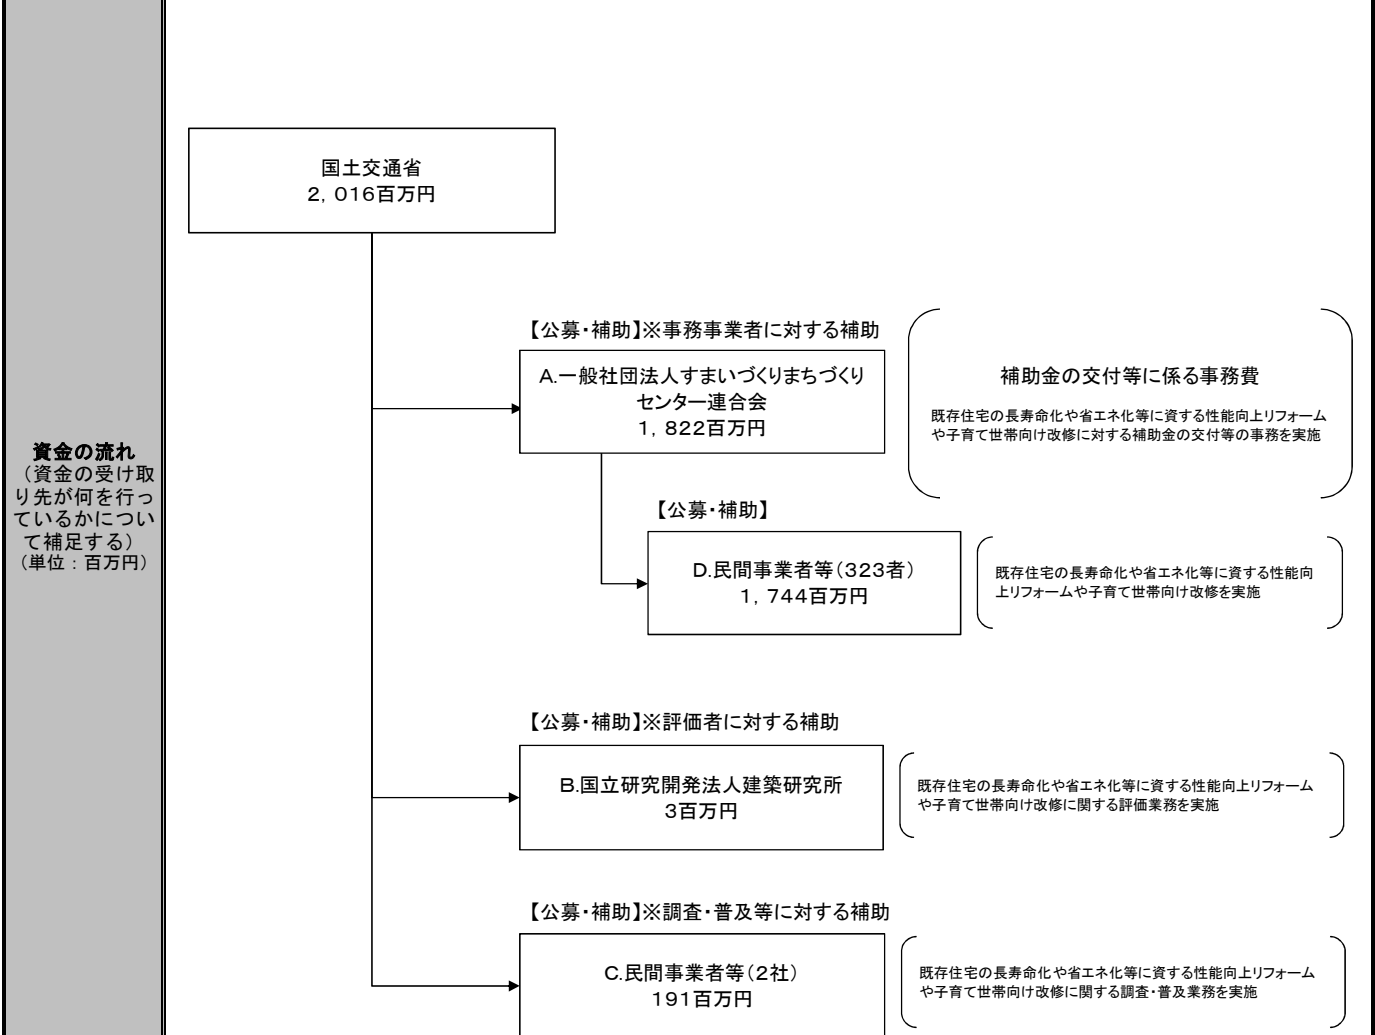 資金の流れ
（資金の受け取
り先が何を行っ
ているかについ
て補足する）
（単位：百万円）
国土交通省
２，０１６百万円
【公募・補助】※事務事業者に対する補助
A.一般社団法人すまいづくりまちづくり
センター連合会
１，８２２百万円
補助金の交付等に係る事務費
既存住宅の長寿命化や省エネ化等に資する性能向上リフォーム
や子育て世帯向け改修に対する補助金の交付等の事務を実施
【公募・補助】
D.民間事業者等（３２３者）
１，７４４百万円
既存住宅の長寿命化や省エネ化等に資する性能向
上リフォームや子育て世帯向け改修を実施
【公募・補助】※評価者に対する補助
B.国立研究開発法人建築研究所
３百万円
既存住宅の長寿命化や省エネ化等に資する性能向上リフォーム
や子育て世帯向け改修に関する評価業務を実施
【公募・補助】※調査・普及等に対する補助
C.民間事業者等（２社）
１９１百万円
既存住宅の長寿命化や省エネ化等に資する性能向上リフォーム
や子育て世帯向け改修に関する調査・普及業務を実施